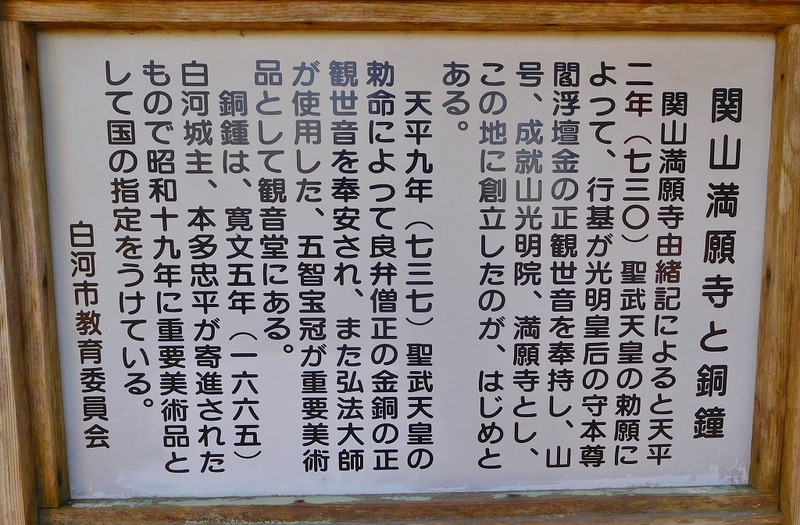 関山満願寺と銅鐘
関山満願寺由緒記によると天平
二年（七三〇）聖武天皇の勅願に
よって、行基が光明皇后の守本尊
閻浮壇金の正観世音を奉持し、山
号、成就山光明院、満願寺とし、
この地に創立したのが、はじめと
ある。
天平九年（七三七）聖武天皇の
勅命によって良弁僧正の金銅の正
観世音を奉安され、また弘法大師
が使用した、五智宝冠が重要美術
品として観音堂にある。
銅鍾は、寛文五年（一六六五）
白河城主、本多忠平が寄進された
もので昭和十九年に重要美術品と
して国の指定をうけている。
白河市教育委員会